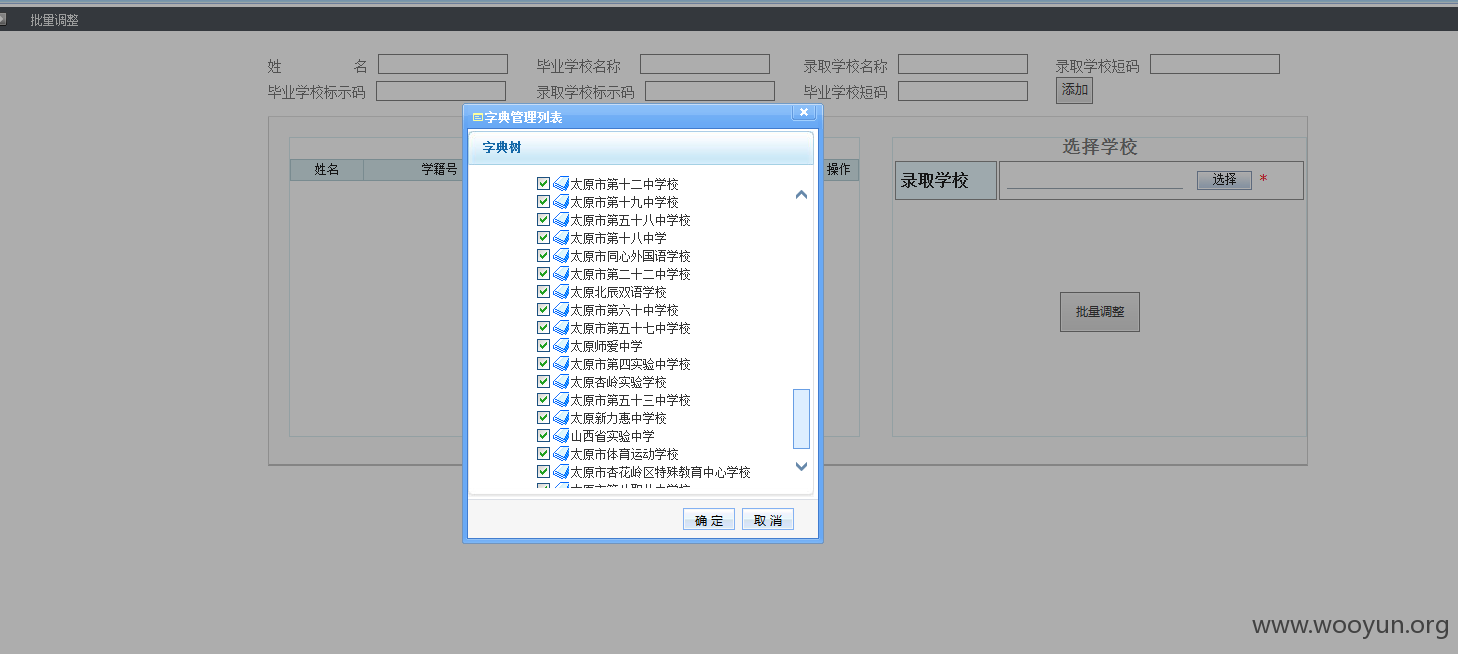 批量调整
姓 名 毕业学校名称 录取学校名称 录取学校短码
毕业学校标示码 录取学校标示码 毕业学校短码 添加
字典管理列表
字典树
姓名 学籍号 操作
选择学校
录取学校 选择 *
批量调整
太原市第十二中学校
太原市第十九中学校
太原市第五十八中学校
太原市第十八中学
太原市同心外国语学校
太原市第二十二中学校
太原北辰双语学校
太原市第六十中学校
太原市第五十七中学校
太原师爱中学
太原市第四实验中学校
太原杏岭实验学校
太原市第五十三中学校
太原新力惠中学校
山西省实验中学
太原市体育运动学校
太原市杏花岭区特殊教育中心学校
确 定 取 消
www.wooyun.org